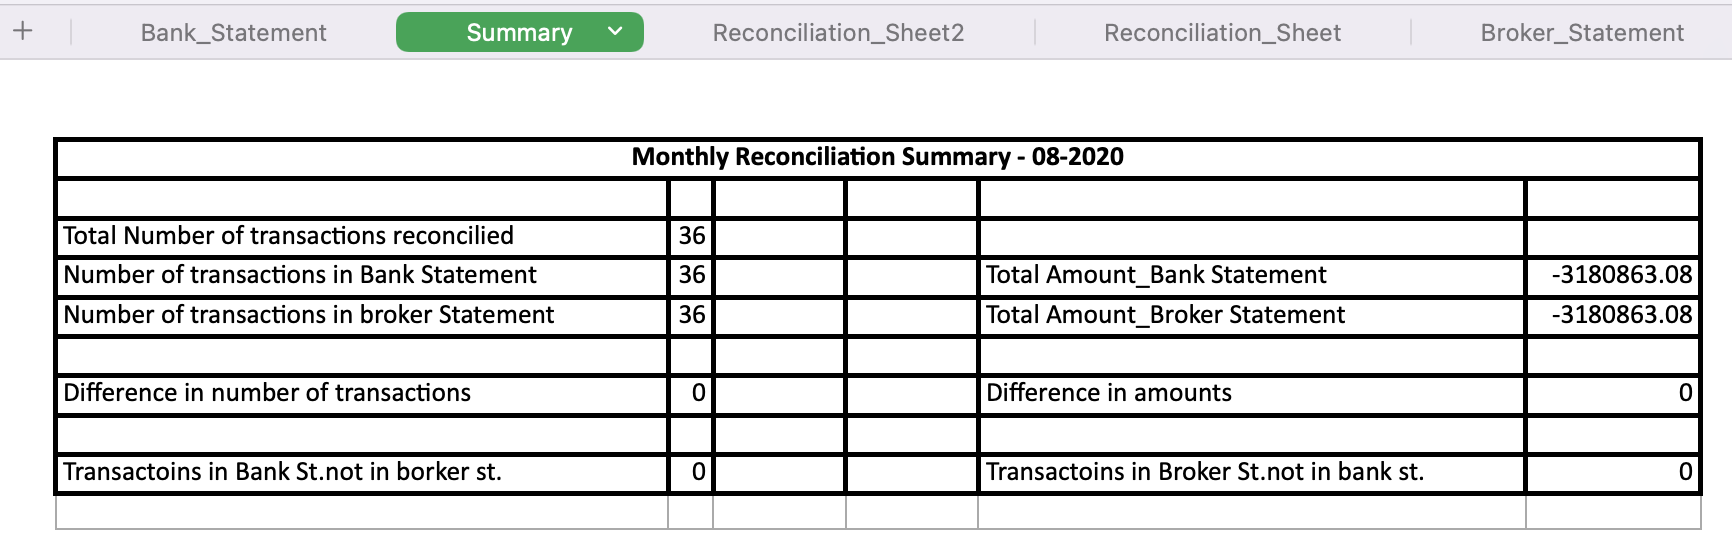 + Bank_Statement Summary Reconciliation_Sheet2 Reconciliation_Sheet Broker_Statement
Monthly Reconciliation Summary - 08-2020
Total Number of transactions reconcilied 36
Number of transactions in Bank Statement 36 Total Amount_Bank Statement -3180863.08
Number of transactions in broker Statement 36 Total Amount_Broker Statement -3180863.08
Difference in number of transactions 0 Difference in amounts 0
Transactoins in Bank St.not in borker st. 0 Transactoins in Broker St.not in bank st. 0